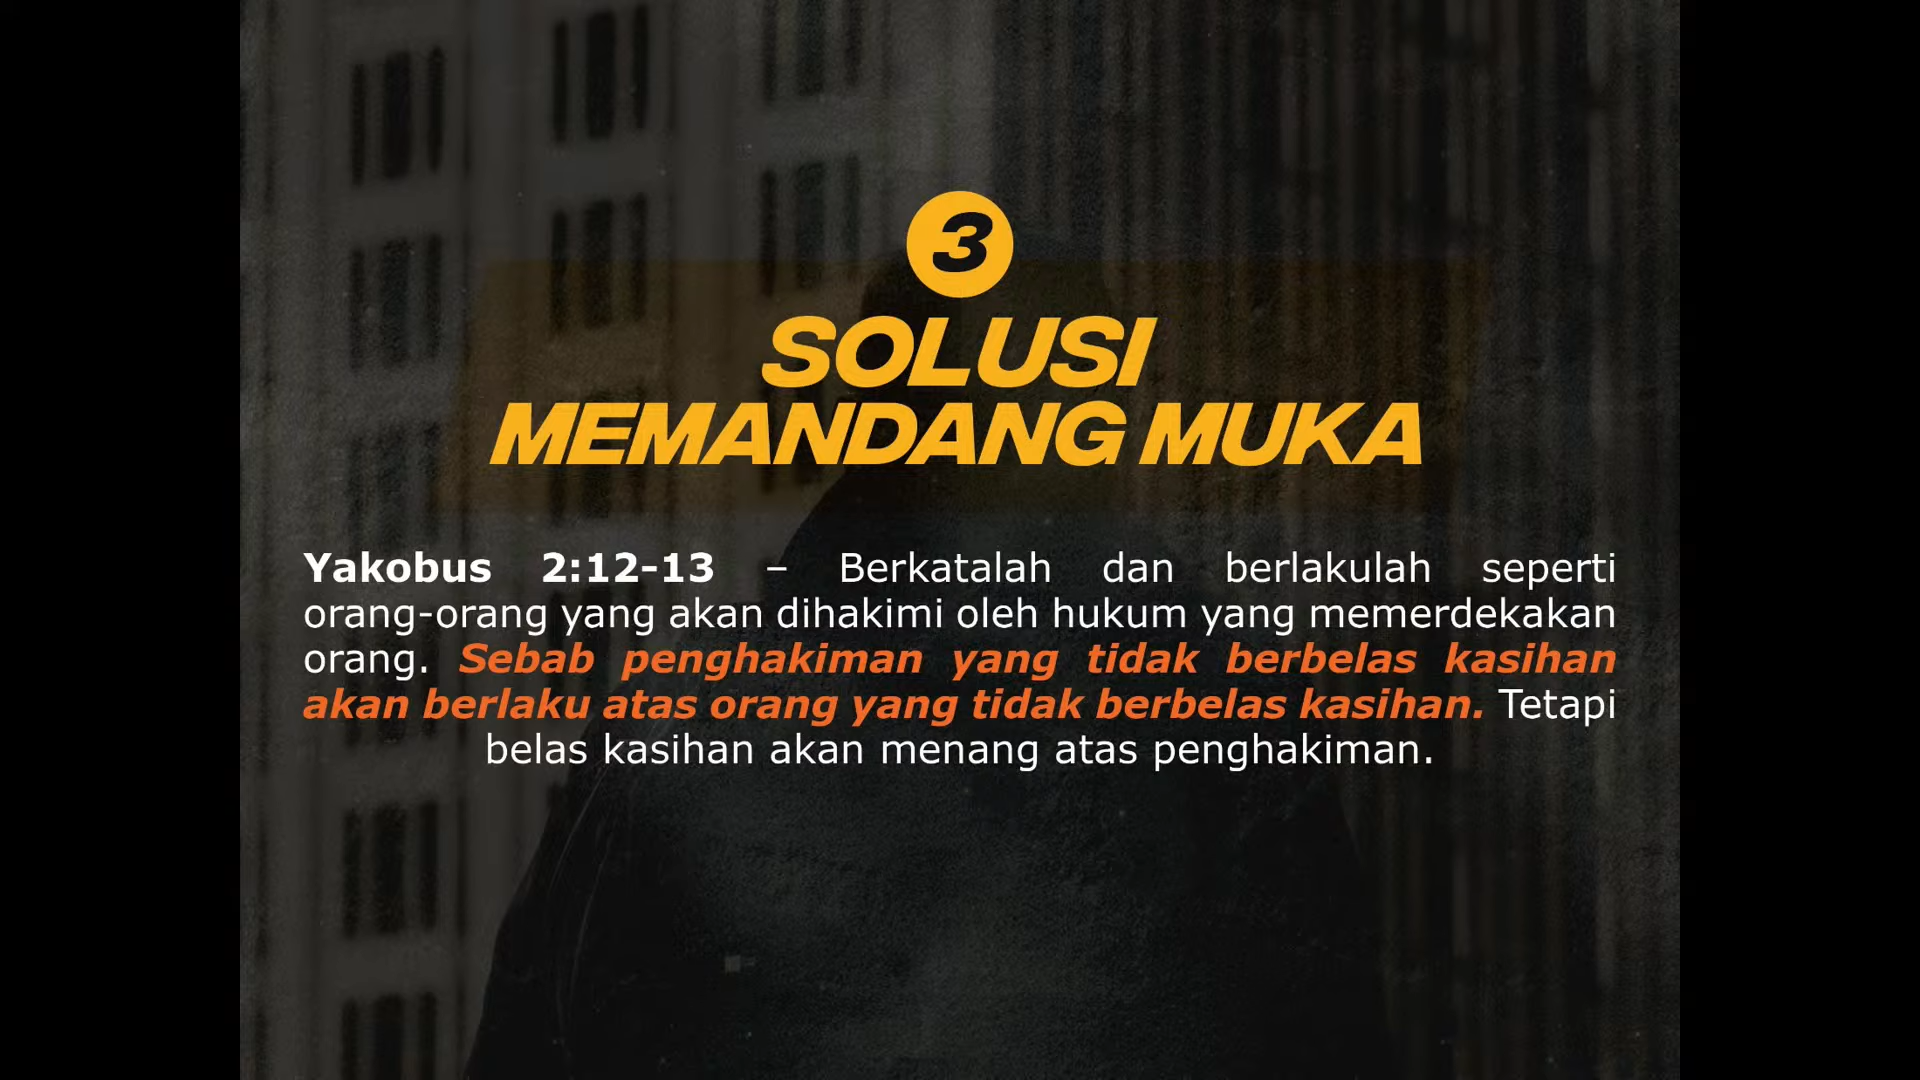 3
SOLUSI
MEMANDANG MUKA
Yakobus 2:12-13 – Berkatalah dan berlakulah seperti
orang-orang yang akan dihakimi oleh hukum yang memerdekakan
orang. Sebab penghakiman yang tidak berbelas kasihan
akan berlaku atas orang yang tidak berbelas kasihan. Tetapi
belas kasihan akan menang atas penghakiman.